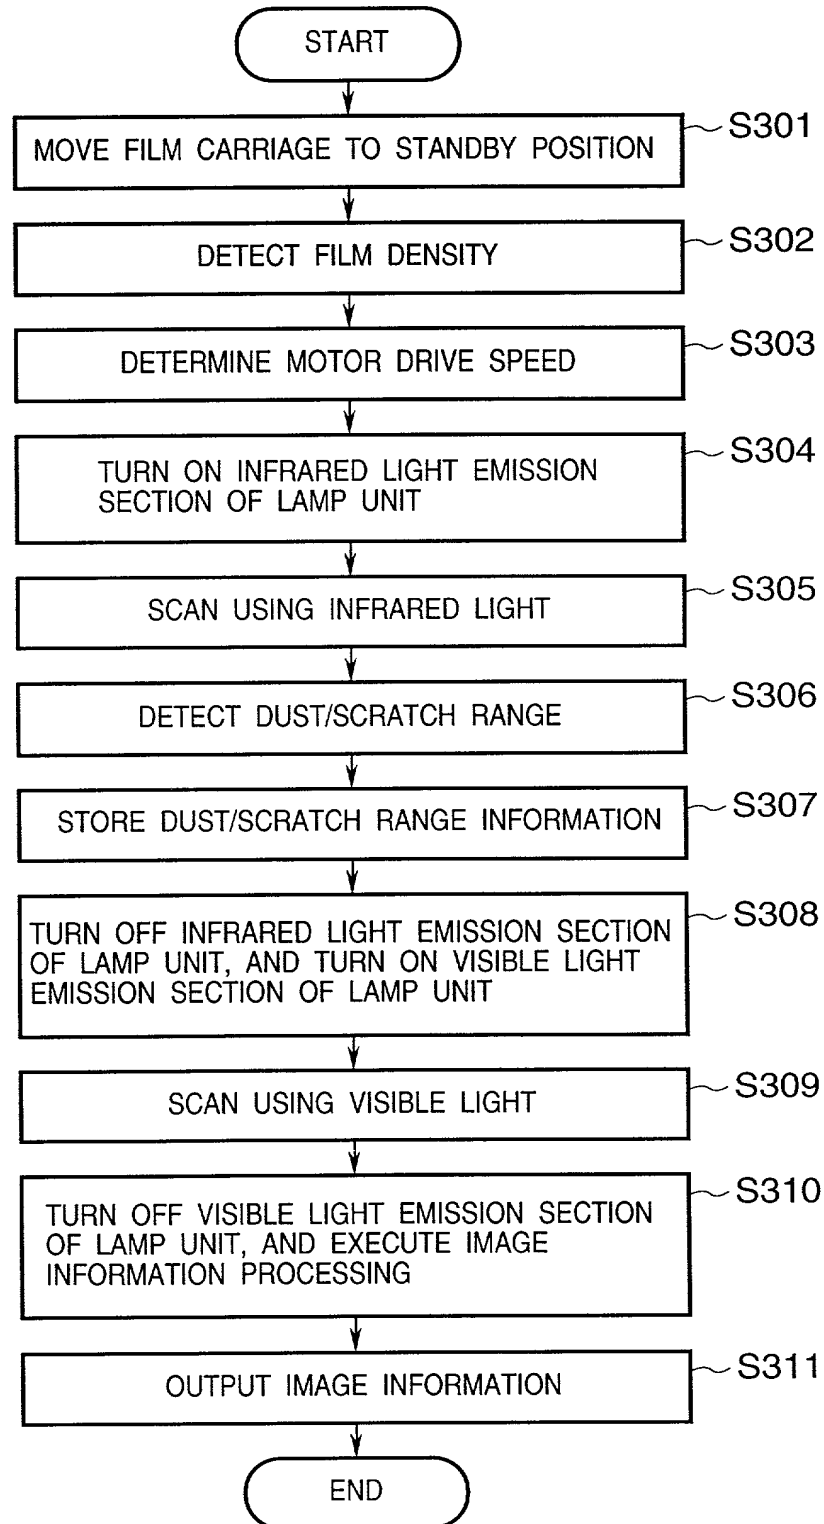 START
MOVE FILM CARRIAGE TO STANDBY POSITION
S301
DETECT FILM DENSITY
S302
DETERMINE MOTOR DRIVE SPEED
S303
TURN ON INFRARED LIGHT EMISSION
SECTION OF LAMP UNIT
S304
SCAN USING INFRARED LIGHT
S305
DETECT DUST/SCRATCH RANGE
S306
STORE DUST/SCRATCH RANGE INFORMATION
S307
TURN OFF INFRARED LIGHT EMISSION SECTION
OF LAMP UNIT, AND TURN ON VISIBLE LIGHT
EMISSION SECTION OF LAMP UNIT
S308
SCAN USING VISIBLE LIGHT
S309
TURN OFF VISIBLE LIGHT EMISSION SECTION
OF LAMP UNIT, AND EXECUTE IMAGE
INFORMATION PROCESSING
S310
OUTPUT IMAGE INFORMATION
S311
END